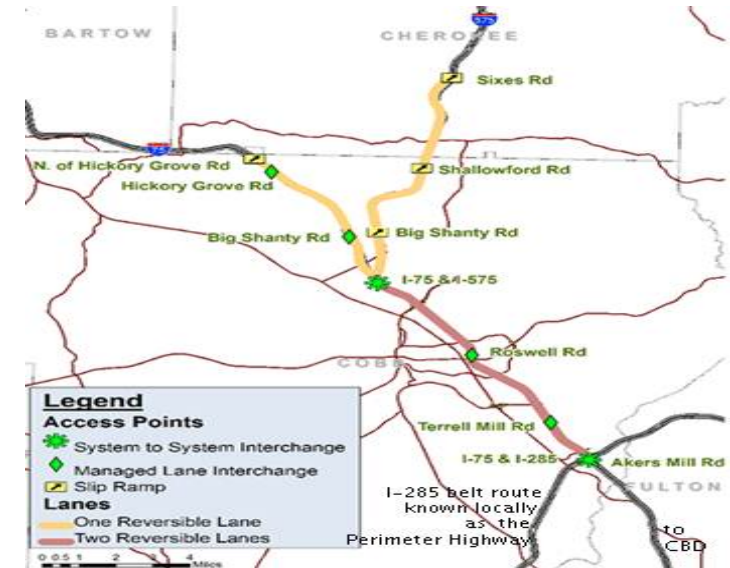 BARTOW
CHEROKEE
575
Sixes Rd
N. of Hickory Grove Rd
Hickory Grove Rd
Shallowford Rd
Big Shanty Rd
Big Shanty Rd
I-75 &I-575
Roswell Rd
COBB
Terrell Mill Rd
I-75 & I-285
Akers Mill Rd
FULTON
I-285 belt route
known locally
as the
Perimeter Highway
to
CBD
Legend
Access Points
System to System Interchange
Managed Lane Interchange
Slip Ramp
Lanes
One Reversible Lane
Two Reversible Lanes
0 0.5 1 2 3 4
Miles